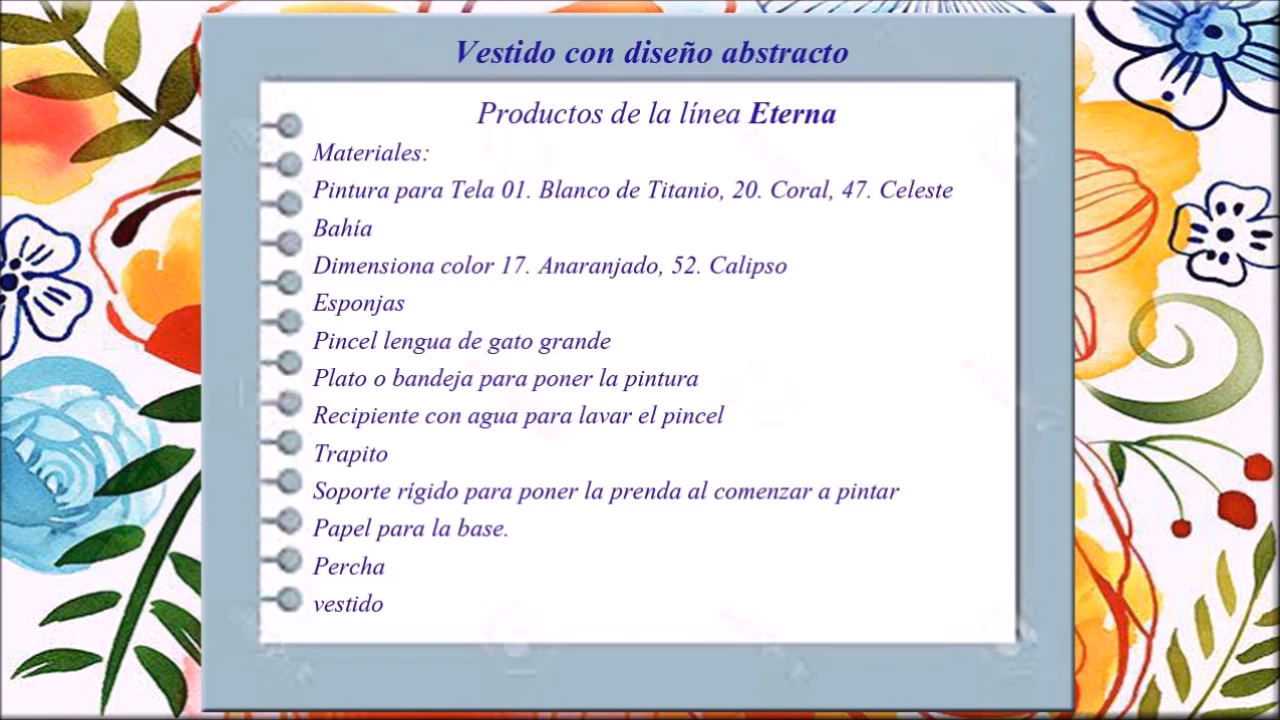 Vestido con diseño abstracto
Productos de la línea Eterna
Materiales:
Pintura para Tela 01. Blanco de Titanio, 20. Coral, 47. Celeste
Bahía
Dimensiona color 17. Anaranjado, 52. Calipso
Esponjas
Pincel lengua de gato grande
Plato o bandeja para poner la pintura
Recipiente con agua para lavar el pincel
Trapito
Soporte rígido para poner la prenda al comenzar a pintar
Papel para la base.
Percha
vestido